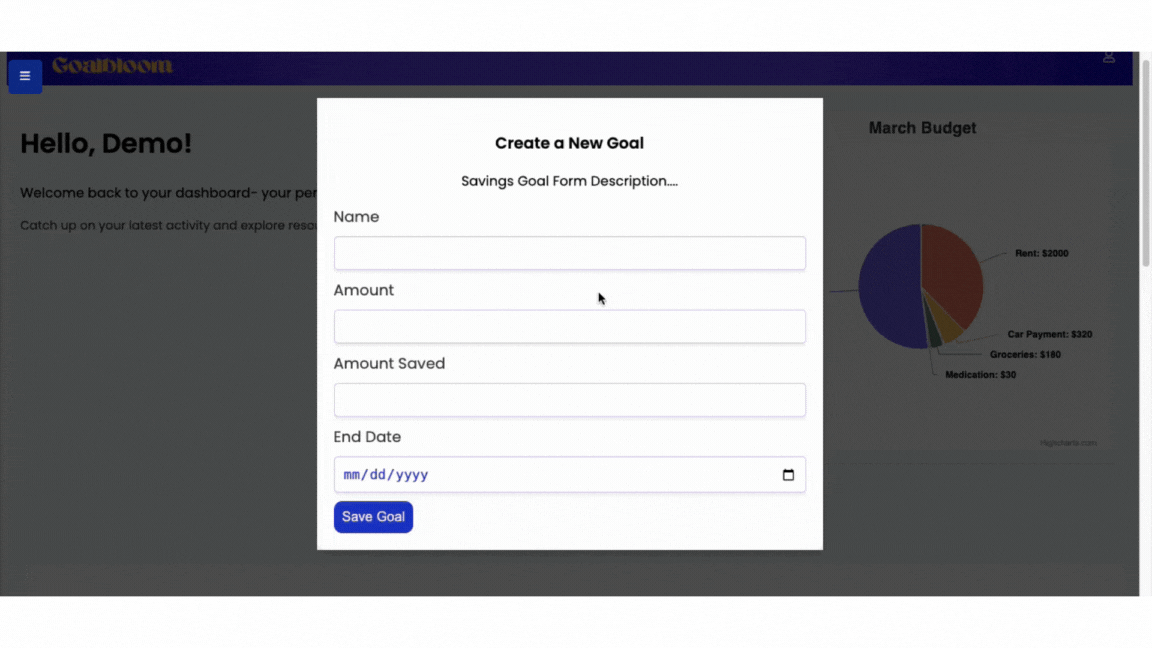 Goalbloom
Hello, Demo!
Welcome back to your dashboard- your per
Catch up on your latest activity and explore reso
Create a New Goal
Savings Goal Form Description....
Name
Amount
Amount Saved
End Date
mm/dd/yyyy
Save Goal
March Budget
Rent: $2000
Car Payment: $320
Groceries: $180
Medication: $30
Highcharts.com